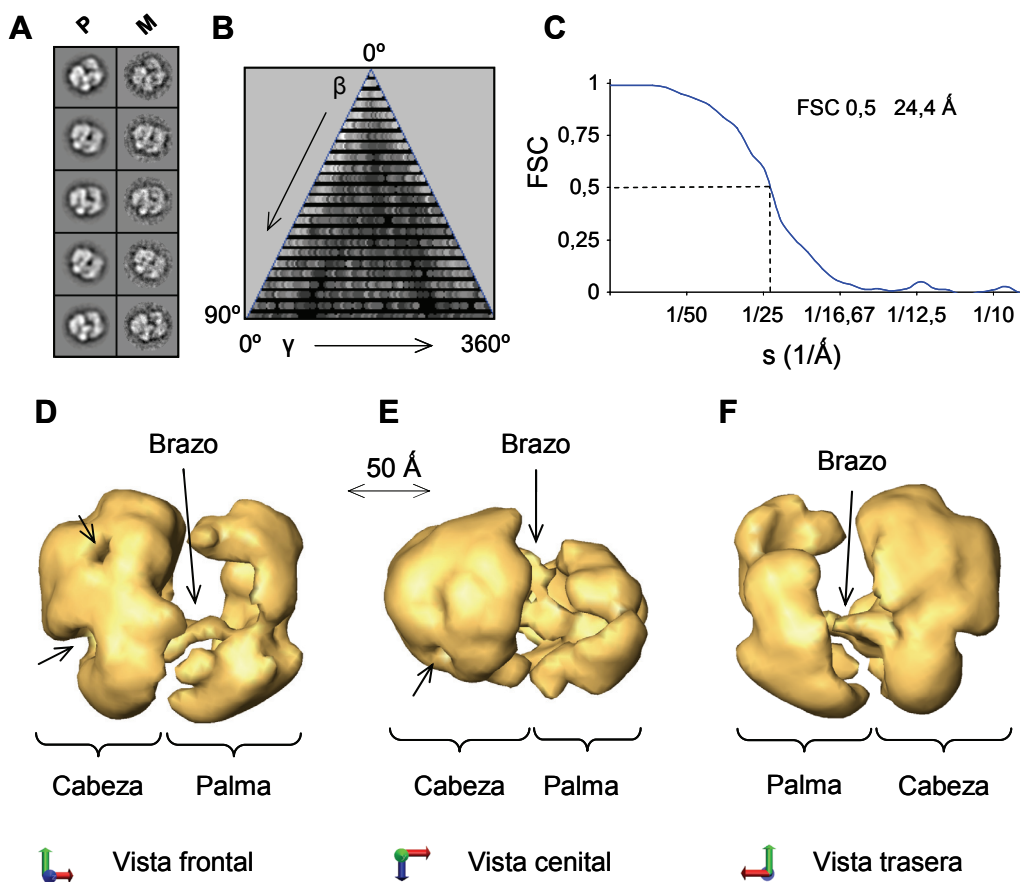 A
P M
B
0º
β
90º
0º γ 360º
C
FSC 0,5 24,4 Å
FSC
1
0,75
0,5
0,25
0
1/50 1/25 1/16,67 1/12,5 1/10
s (1/Å)
D
Brazo
Cabeza Palma
Vista frontal
E
50 Å
Brazo
Cabeza Palma
Vista cenital
F
Brazo
Palma Cabeza
Vista trasera